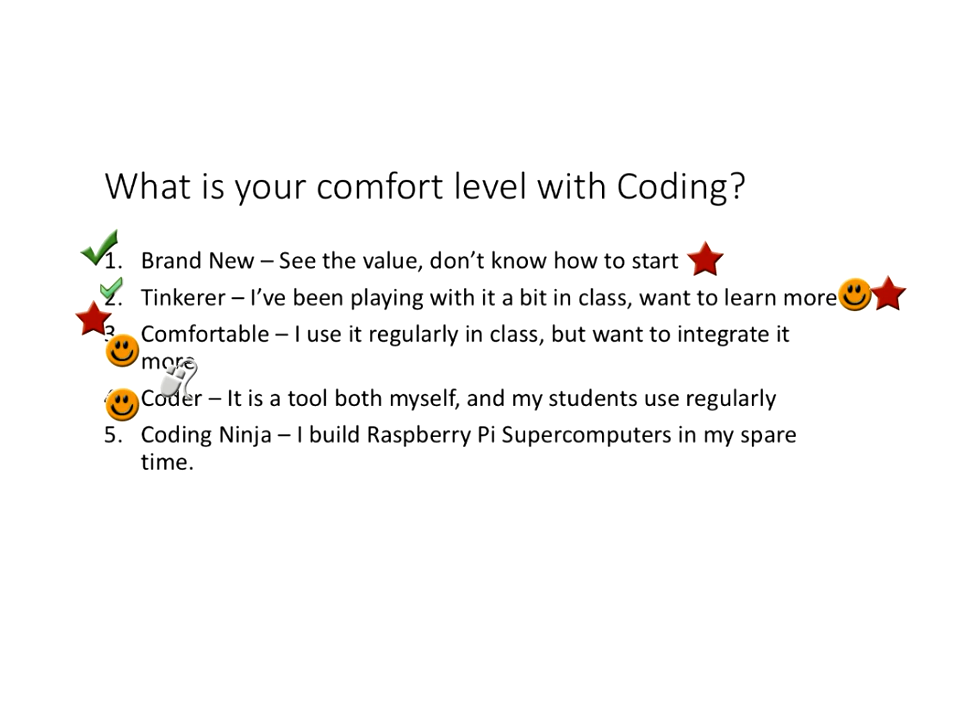 What is your comfort level with Coding?
1. Brand New – See the value, don’t know how to start
2. Tinkerer – I’ve been playing with it a bit in class, want to learn more
3. Comfortable – I use it regularly in class, but want to integrate it
more
4. Coder – It is a tool both myself, and my students use regularly
5. Coding Ninja – I build Raspberry Pi Supercomputers in my spare
time.